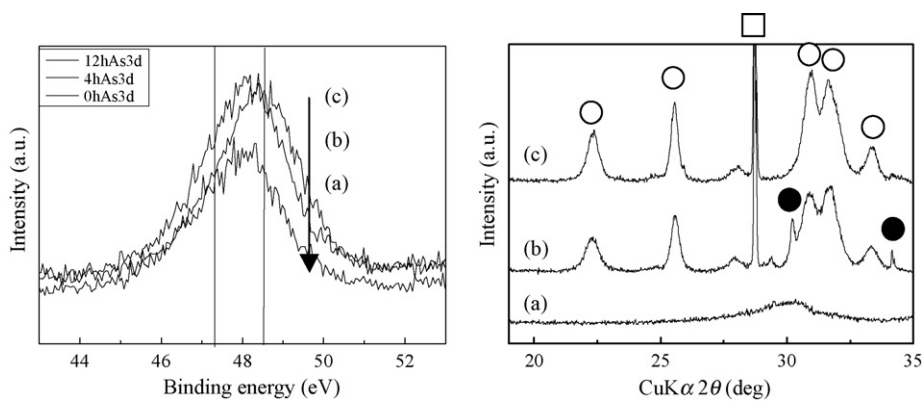 12hAs3d
4hAs3d
0hAs3d
(c)
(b)
(a)
Intensity (a.u.)
44 46 48 50 52
Binding energy (eV)
(c)
(b)
(a)
Intensity (a.u.)
20 25 30 35
CuKα 2θ (deg)